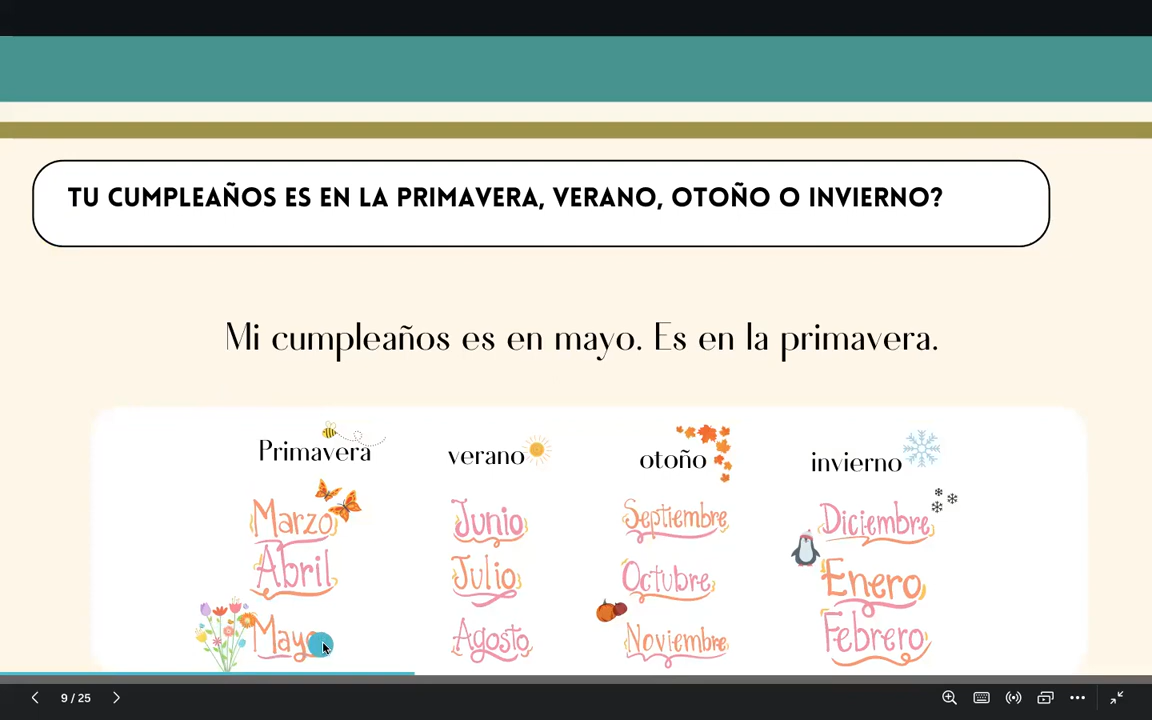 TU CUMPLEAÑOS ES EN LA PRIMAVERA, VERANO, OTOÑO O INVIERNO?
Mi cumpleaños es en mayo. Es en la primavera.
Primavera verano otoño invierno
Marzo Junio Septiembre Diciembre
Abril Julio Octubre Enero
Mayo Agosto Noviembre Febrero
9 / 25